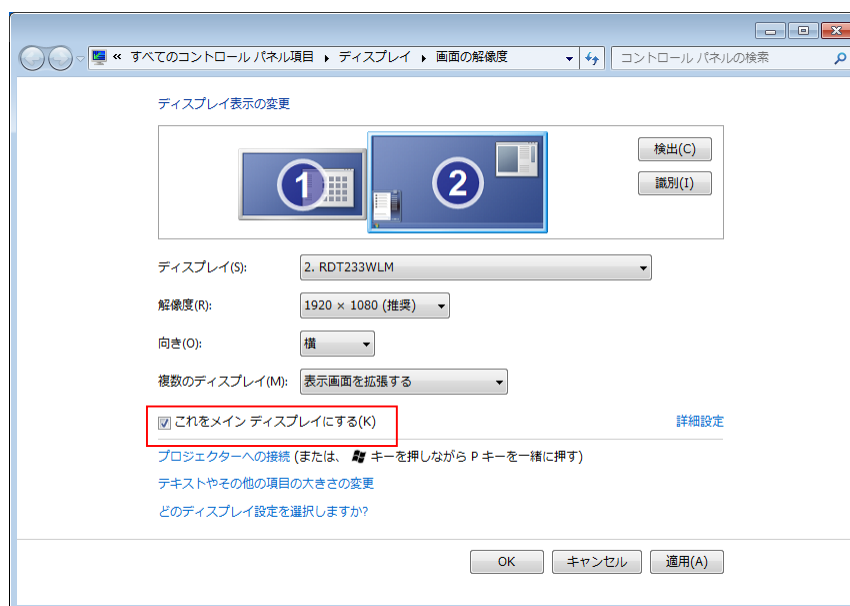 « すべてのコントロール パネル項目 ▸ ディスプレイ ▸ 画面の解像度
コントロール パネルの検索
ディスプレイ表示の変更
1
2
検出(C)
識別(I)
ディスプレイ(S): 2. RDT233WLM
解像度(R): 1920 × 1080 (推奨)
向き(O): 横
複数のディスプレイ(M): 表示画面を拡張する
これをメイン ディスプレイにする(K) 詳細設定
プロジェクターへの接続 (または、 キーを押しながら P キーを一緒に押す)
テキストやその他の項目の大きさの変更
どのディスプレイ設定を選択しますか?
OK キャンセル 適用(A)